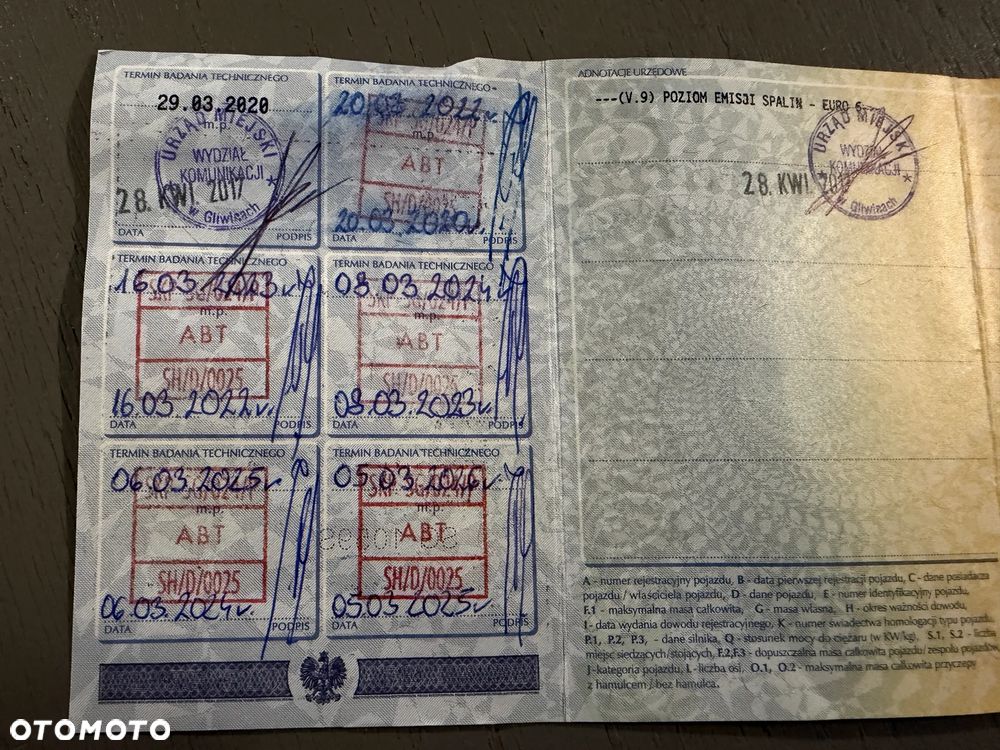 TERMIN BADANIA TECHNICZNEGO
29.03 2020
m.p.
URZĄD MIEJSKI
WYDZIAŁ
KOMUNIKACJI
w Gliwicach
28. KWI. 2017
DATA PODPIS
TERMIN BADANIA TECHNICZNEGO
20.03 2022r.
m.p.
ABT
SH/D/0025
20.03 2020r.
DATA PODPIS
TERMIN BADANIA TECHNICZNEGO
16.03 2023r.
m.p.
ABT
SH/D/0025
16.03.2022r.
DATA PODPIS
TERMIN BADANIA TECHNICZNEGO
08.03 2024r.
m.p.
ABT
SH/D/0025
08.03.2023r.
DATA PODPIS
TERMIN BADANIA TECHNICZNEGO
06.03.2025r.
m.p.
ABT
SH/D/0025
06.03.2024r.
DATA PODPIS
TERMIN BADANIA TECHNICZNEGO
05.03 2026r.
m.p.
ABT
SH/D/0025
05.03 2025r.
DATA PODPIS
ADNOTACJE URZĘDOWE
---(V.9) POZIOM EMISJI SPALIN - EURO 6---
URZĄD MIEJSKI
WYDZIAŁ
KOMUNIKACJI
w Gliwicach
28. KWI. 2017
A - numer rejestracyjny pojazdu, B - data pierwszej rejestracji pojazdu, C - dane posiadacza
pojazdu / właściciela pojazdu, D - dane pojazdu, E - numer identyfikacyjny pojazdu,
F.1 - maksymalna masa całkowita, G - masa własna, H - okres ważności dowodu,
I - data wydania dowodu rejestracyjnego, K - numer świadectwa homologacji typu pojazdu
P.1, P.2, P.3, - dane silnika, Q - stosunek mocy do ciężaru (w KW/kg), S.1, S.2 - liczba
miejsc siedzących/stojących, F.2,F.3 - dopuszczalna masa całkowita pojazdu/ zespołu pojazdów
J-kategoria pojazdu, L - liczba osi, O.1, O.2 - maksymalna masa całkowita przyczepy
z hamulcem / bez hamulca.
OTOMOTO